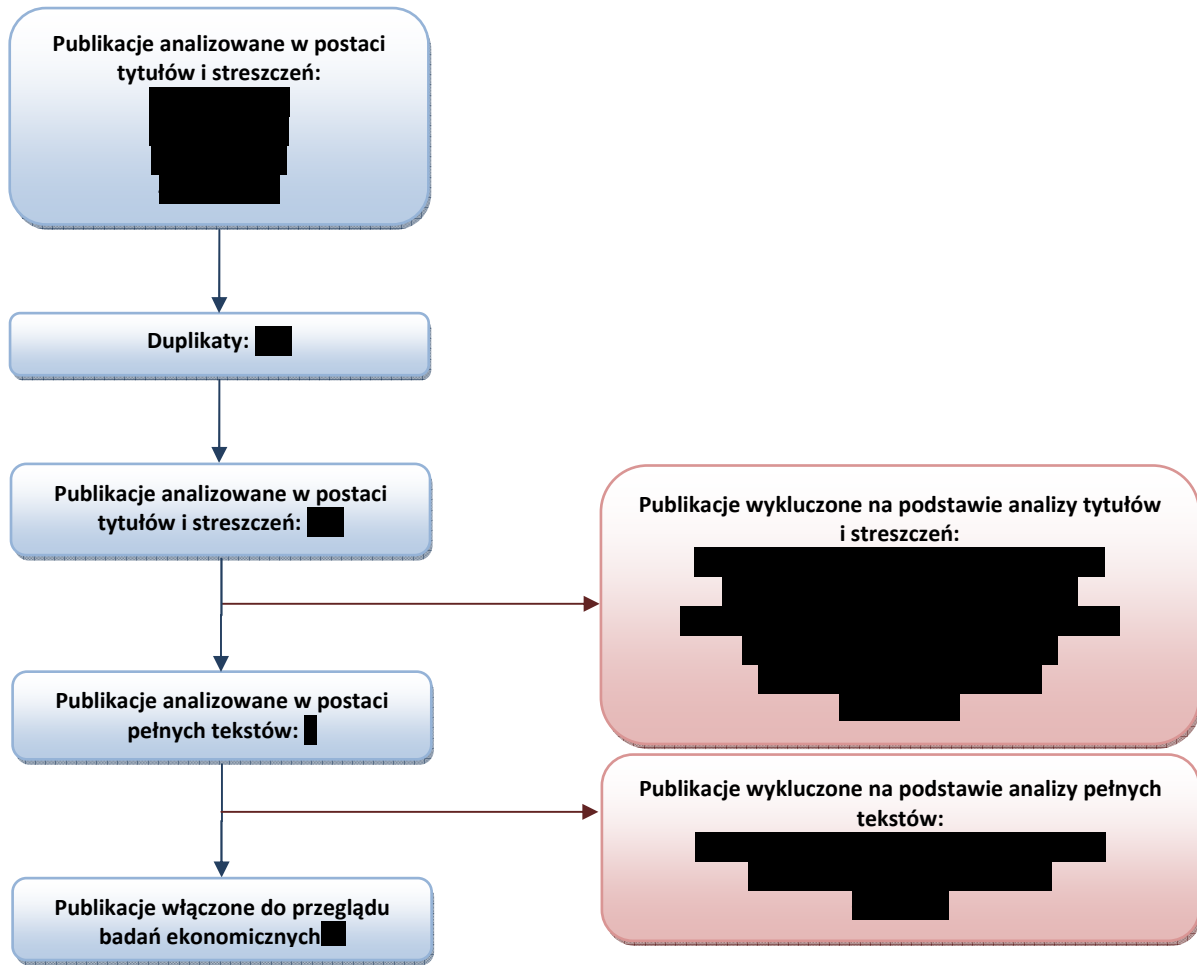 Publikacje analizowane w postaci
tytułów i streszczeń:
Duplikaty:
Publikacje analizowane w postaci
tytułów i streszczeń:
Publikacje wykluczone na podstawie analizy tytułów
i streszczeń:
Publikacje analizowane w postaci
pełnych tekstów:
Publikacje wykluczone na podstawie analizy pełnych
tekstów:
Publikacje włączone do przeglądu
badań ekonomicznych